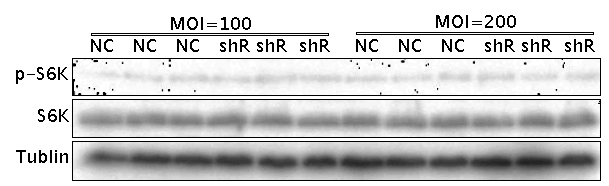 MOI=100 MOI=200
NC NC NC shR shR shR NC NC NC shR shR shR
p-S6K
S6K
Tublin